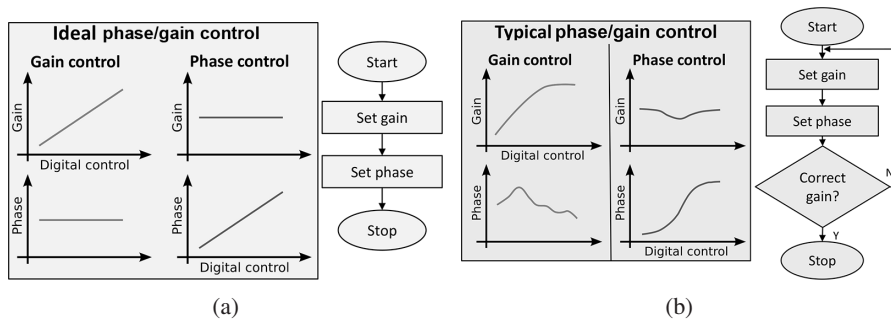 Ideal phase/gain control
Gain control
Phase control
Gain
Gain
Digital control
Phase
Phase
Digital control
Start
Set gain
Set phase
Stop
(a)
Typical phase/gain control
Gain control
Phase control
Gain
Gain
Digital control
Phase
Phase
Digital control
Start
Set gain
Set phase
Correct
gain?
N
Y
Stop
(b)